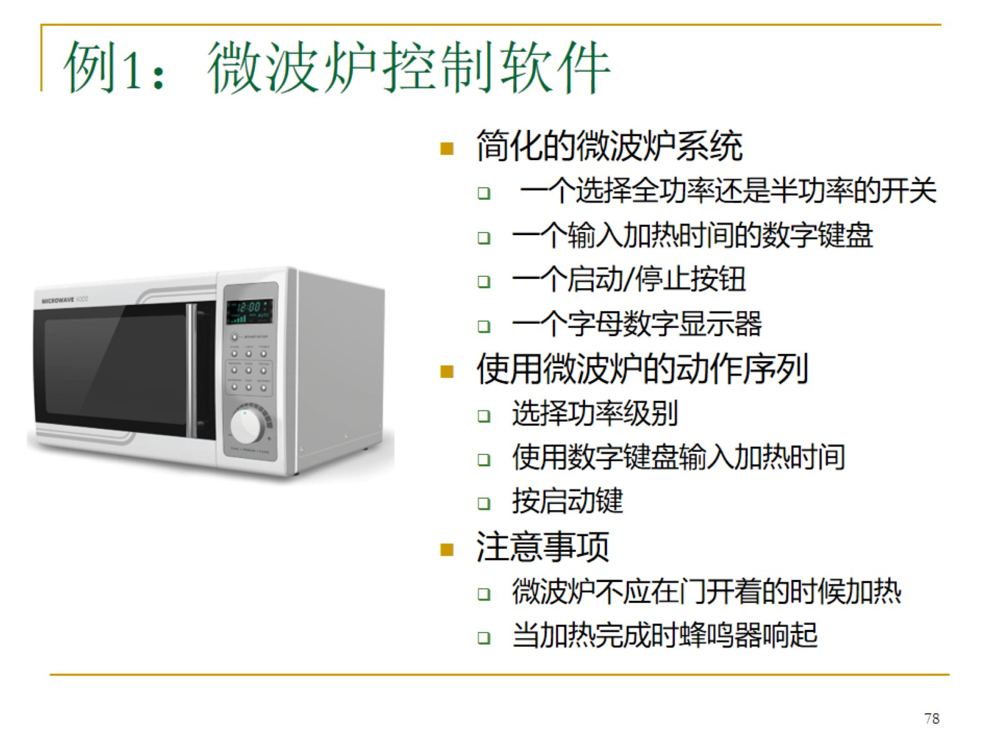 例1：微波炉控制软件
简化的微波炉系统
一个选择全功率还是半功率的开关
一个输入加热时间的数字键盘
一个启动/停止按钮
一个字母数字显示器
使用微波炉的动作序列
选择功率级别
使用数字键盘输入加热时间
按启动键
注意事项
微波炉不应在门开着的时候加热
当加热完成时蜂鸣器响起
MICROWAVE 5000
12:00
AUTO
START/STOP
78